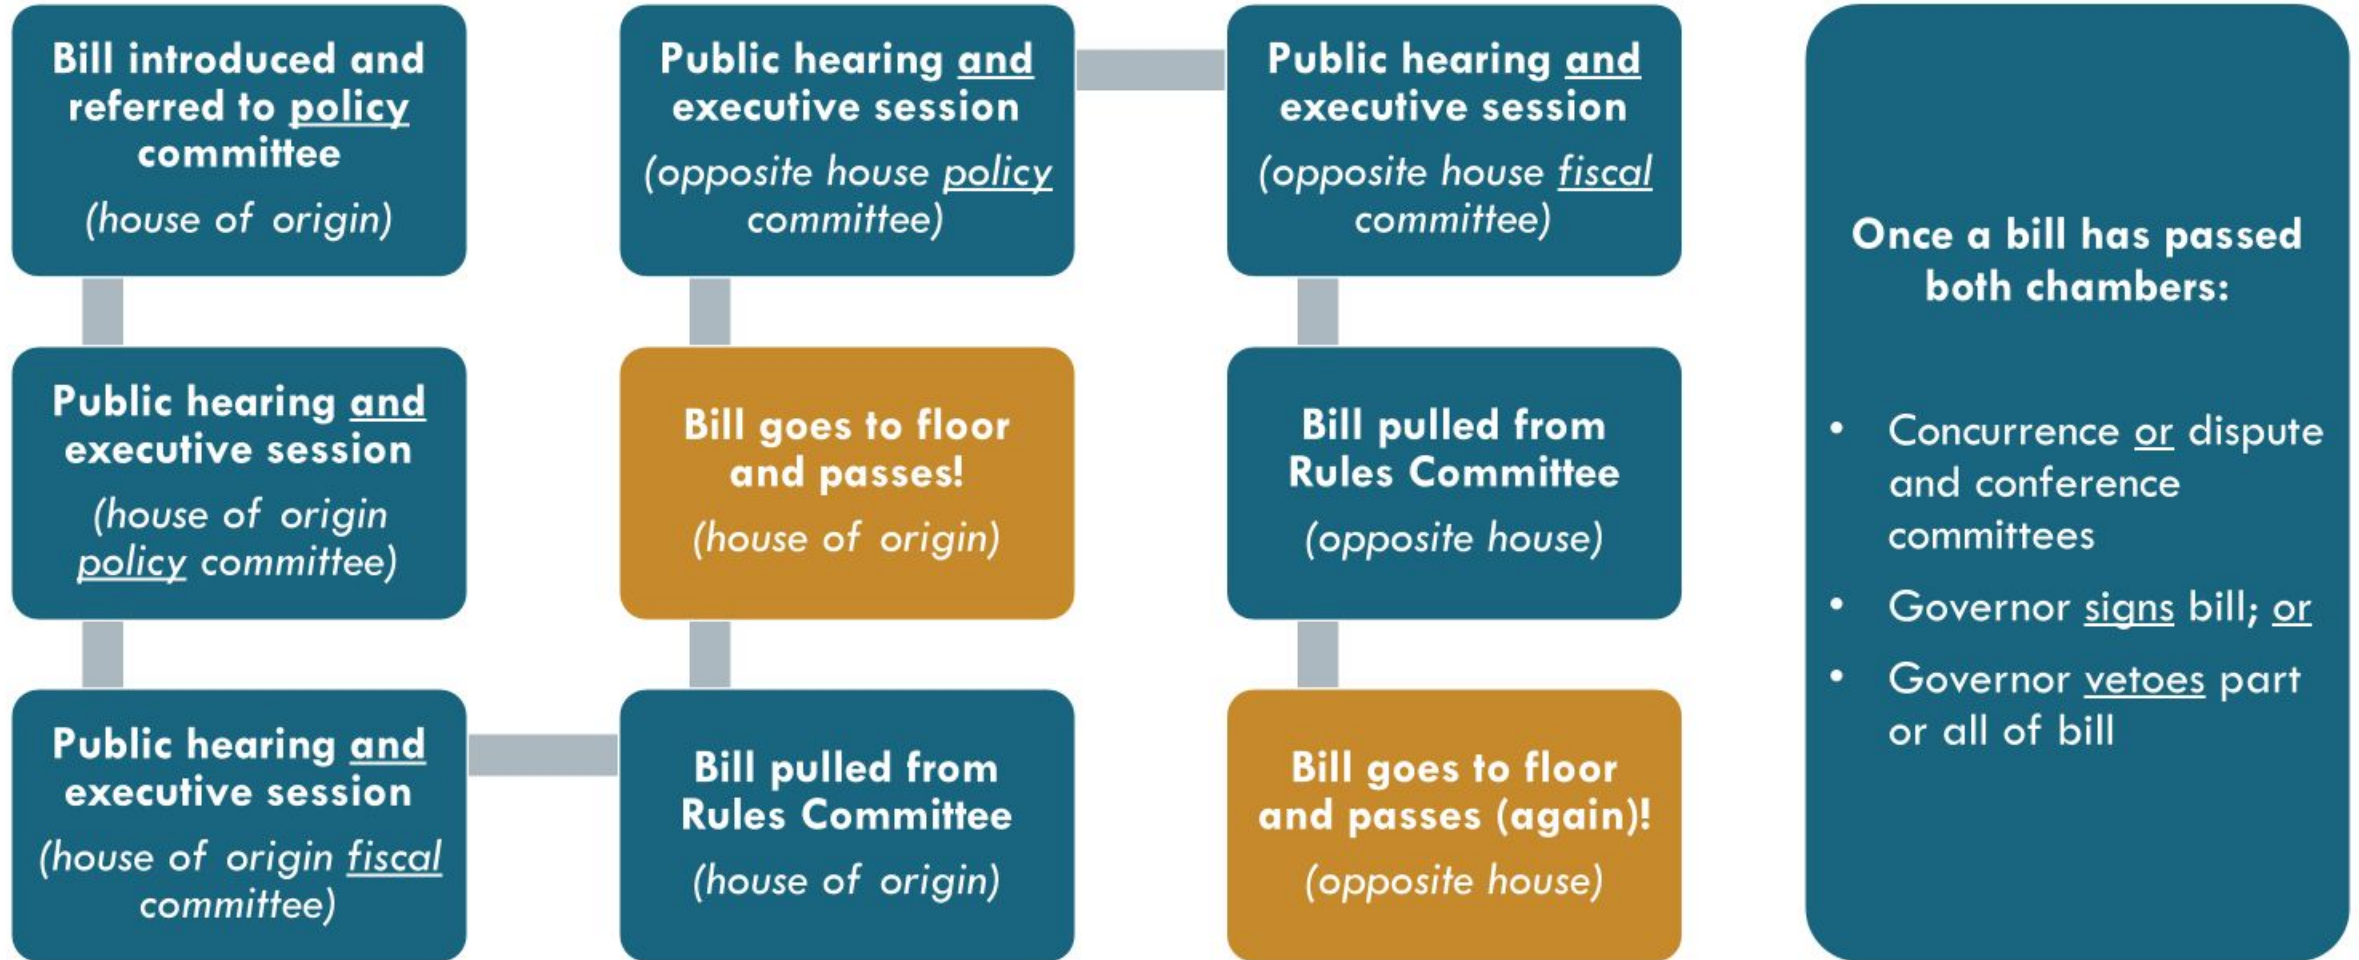 Bill introduced and
referred to policy
committee
(house of origin)
Public hearing and
executive session
(house of origin
policy committee)
Public hearing and
executive session
(house of origin fiscal
committee)
Bill pulled from
Rules Committee
(house of origin)
Bill goes to floor
and passes!
(house of origin)
Public hearing and
executive session
(opposite house policy
committee)
Public hearing and
executive session
(opposite house fiscal
committee)
Bill pulled from
Rules Committee
(opposite house)
Bill goes to floor
and passes (again)!
(opposite house)
Once a bill has passed
both chambers:
• Concurrence or dispute
and conference
committees
• Governor signs bill; or
• Governor vetoes part
or all of bill